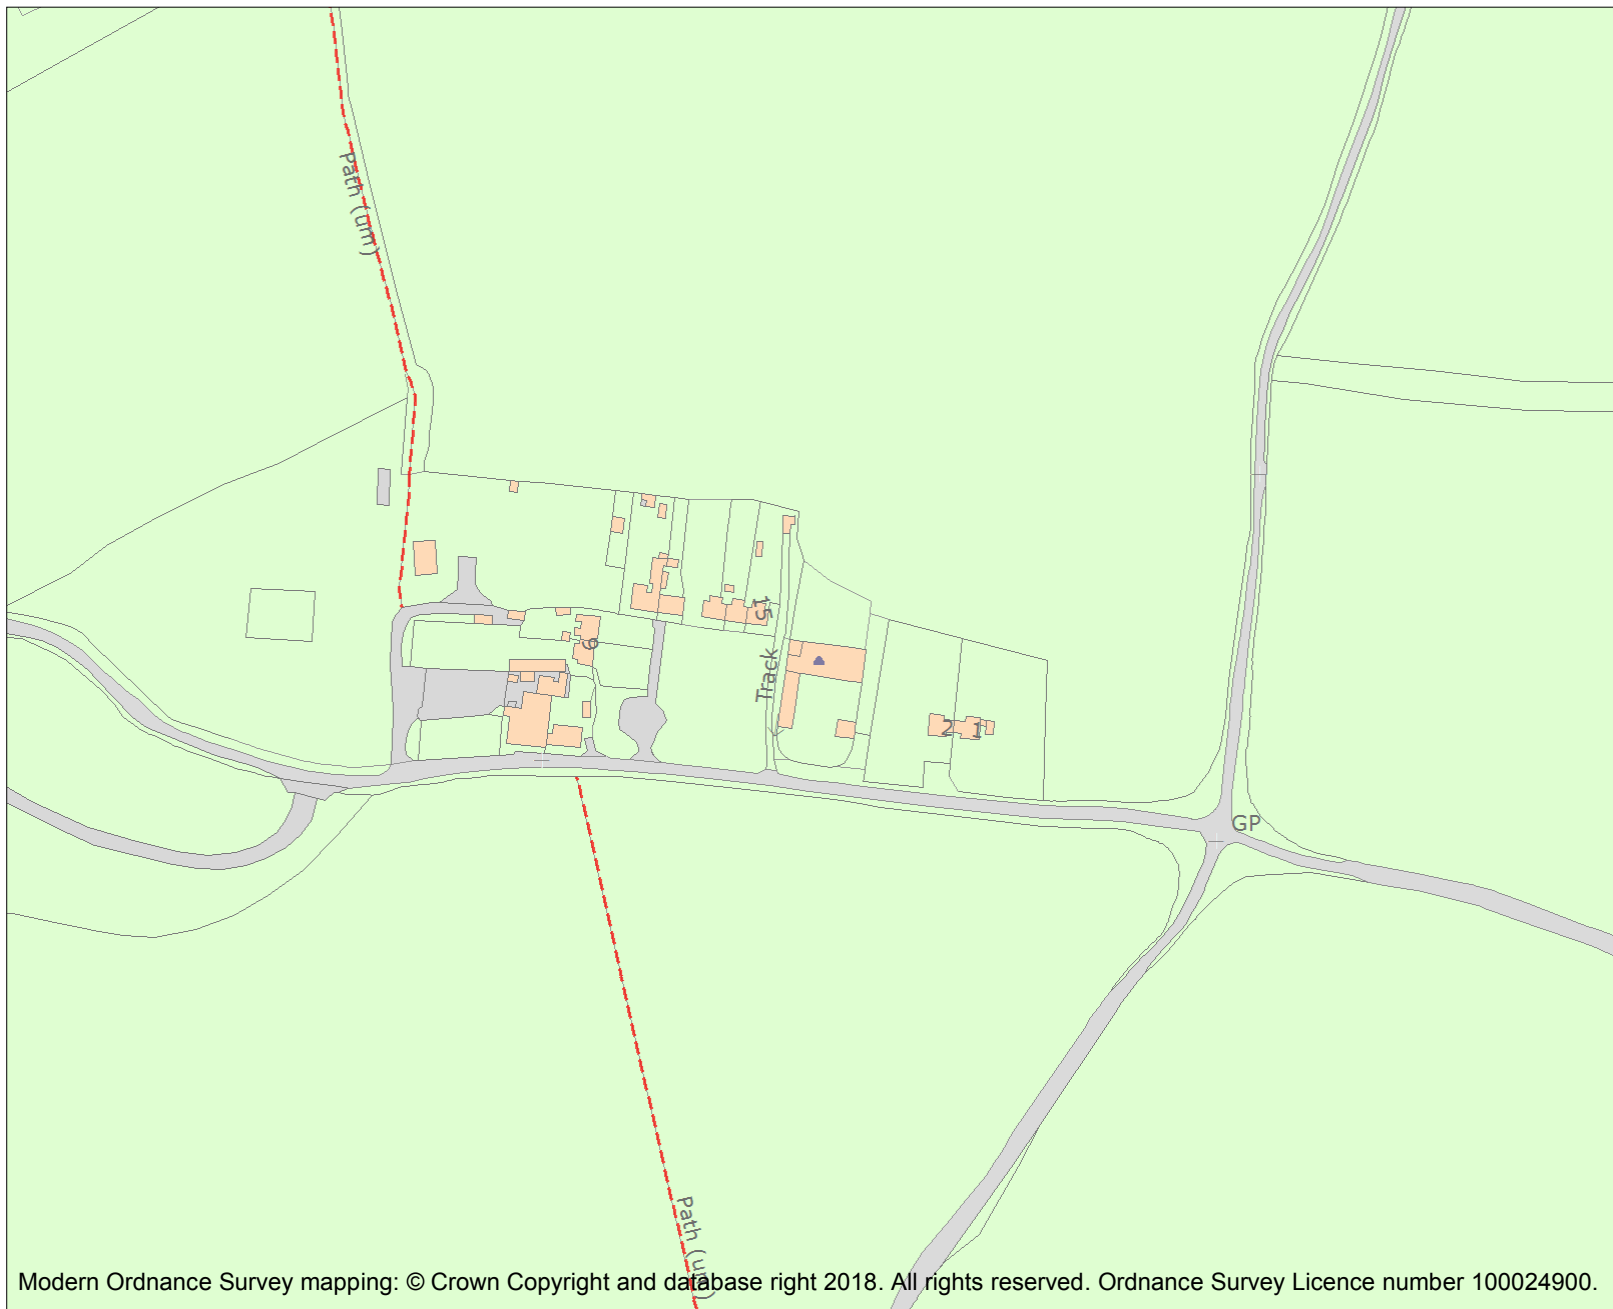 Path (um)
15
6
Track
2
1
GP
Path (um)
Modern Ordnance Survey mapping: © Crown Copyright and database right 2018. All rights reserved. Ordnance Survey Licence number 100024900.